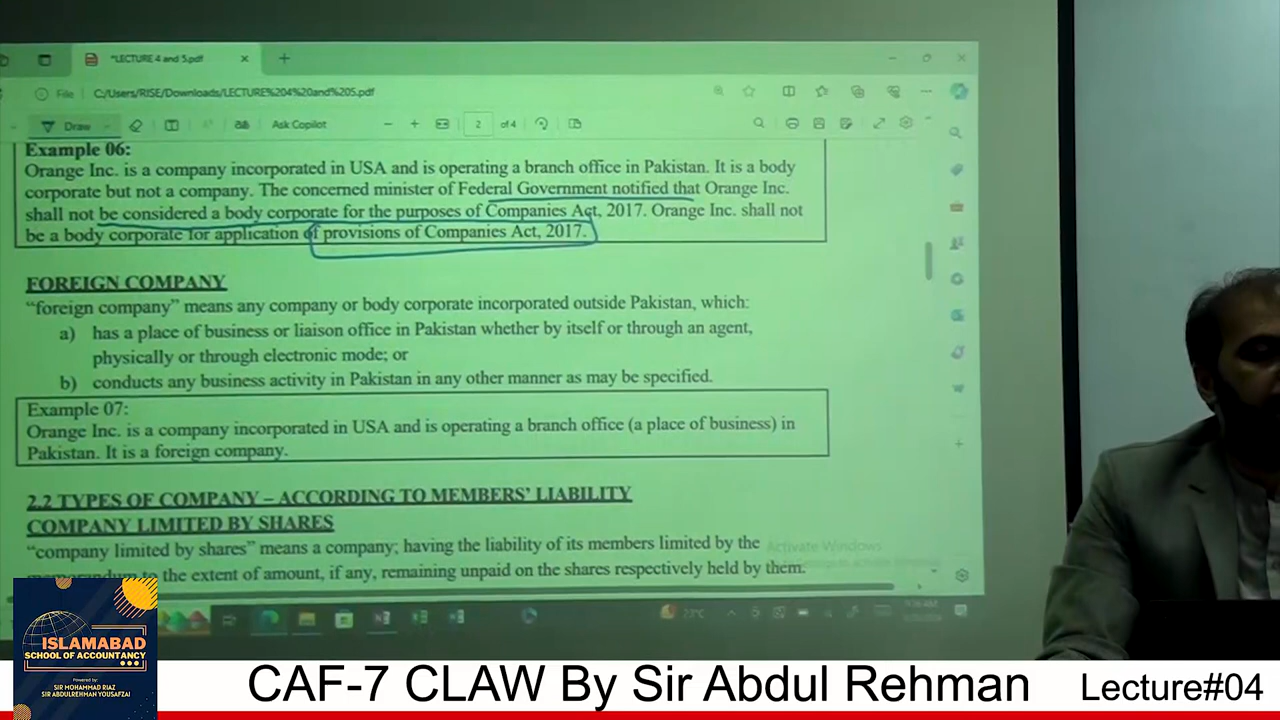 *LECTURE 4 and 5.pdf
File C:/Users/RISE/Downloads/LECTURE%204%20and%205.pdf
Draw Ask Copilot 2 of 4
Example 06:
Orange Inc. is a company incorporated in USA and is operating a branch office in Pakistan. It is a body
corporate but not a company. The concerned minister of Federal Government notified that Orange Inc.
shall not be considered a body corporate for the purposes of Companies Act, 2017. Orange Inc. shall not
be a body corporate for application of provisions of Companies Act, 2017.
FOREIGN COMPANY
“foreign company” means any company or body corporate incorporated outside Pakistan, which:
a) has a place of business or liaison office in Pakistan whether by itself or through an agent,
physically or through electronic mode; or
b) conducts any business activity in Pakistan in any other manner as may be specified.
Example 07:
Orange Inc. is a company incorporated in USA and is operating a branch office (a place of business) in
Pakistan. It is a foreign company.
2.2 TYPES OF COMPANY – ACCORDING TO MEMBERS’ LIABILITY
COMPANY LIMITED BY SHARES
“company limited by shares” means a company; having the liability of its members limited by the
memorandum to the extent of amount, if any, remaining unpaid on the shares respectively held by them.
Activate Windows
23°C
ISLAMABAD
SCHOOL OF ACCOUNTANCY
Powered by:
SIR MOHAMMAD RIAZ
SIR ABDULREHMAN YOUSAFZAI
CAF-7 CLAW By Sir Abdul Rehman
Lecture#04